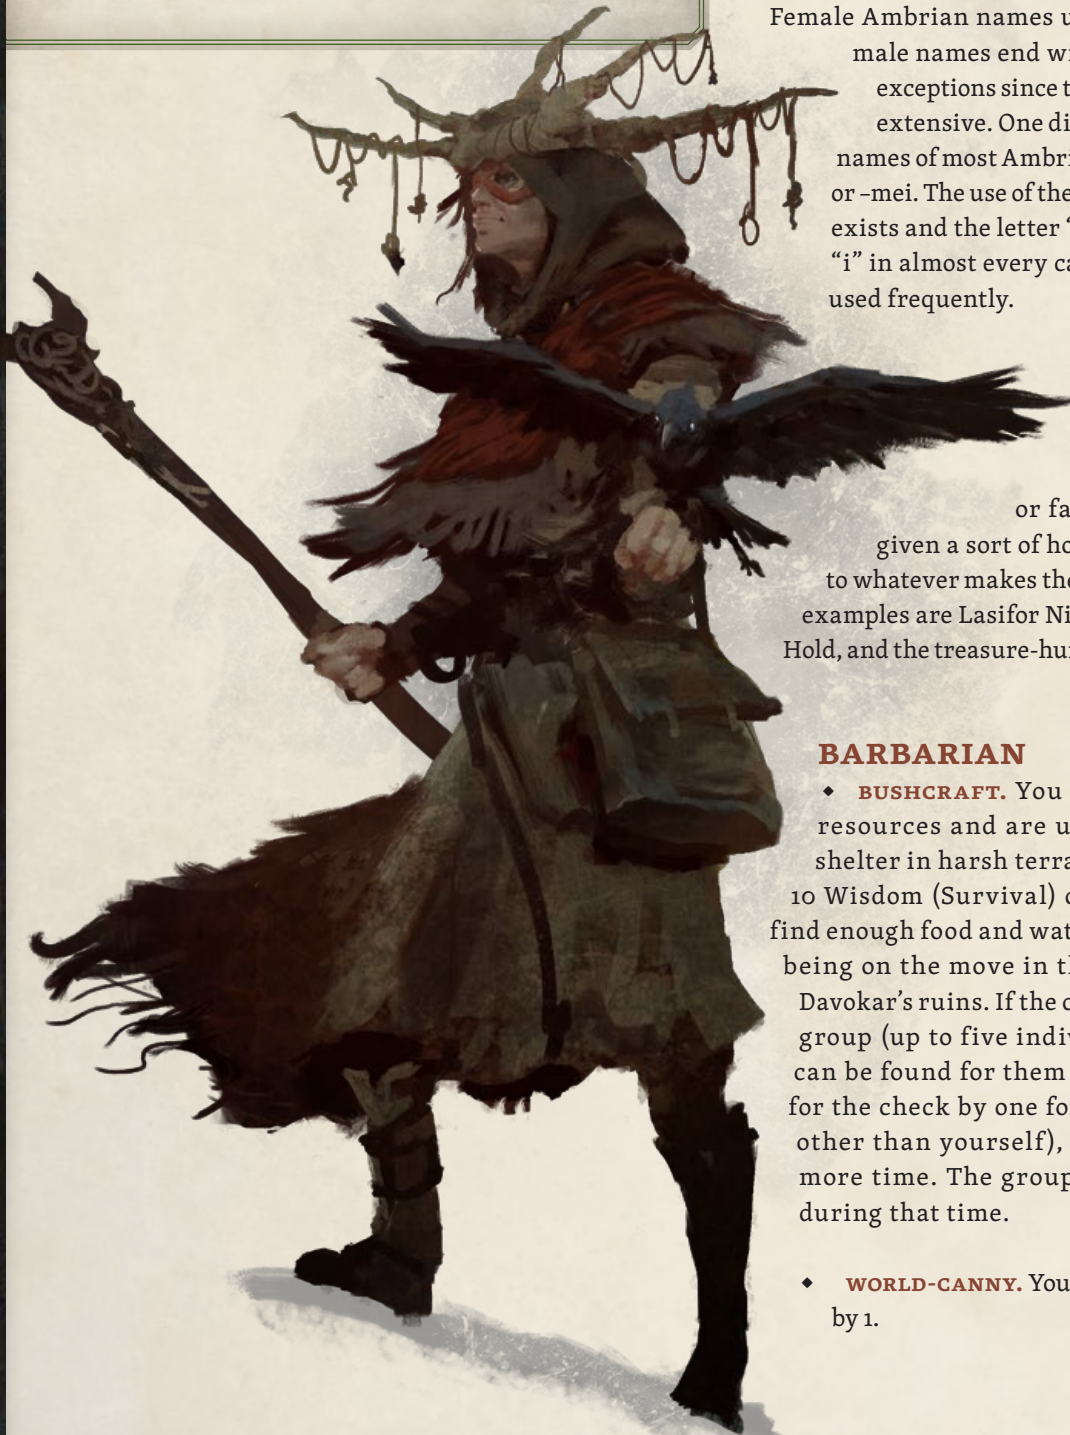 Female Ambrian names u
male names end wi
exceptions since t
extensive. One di
names of most Ambri
or –mei. The use of the
exists and the letter “
“i” in almost every ca
used frequently.
or fa
given a sort of ho
to whatever makes the
examples are Lasifor Ni
Hold, and the treasure-hu
BARBARIAN
◆ BUSHCRAFT. You
resources and are u
shelter in harsh terra
10 Wisdom (Survival) c
find enough food and wat
being on the move in th
Davokar’s ruins. If the c
group (up to five indiv
can be found for them
for the check by one fo
other than yourself),
more time. The group
during that time.
◆ WORLD-CANNY. You
by 1.